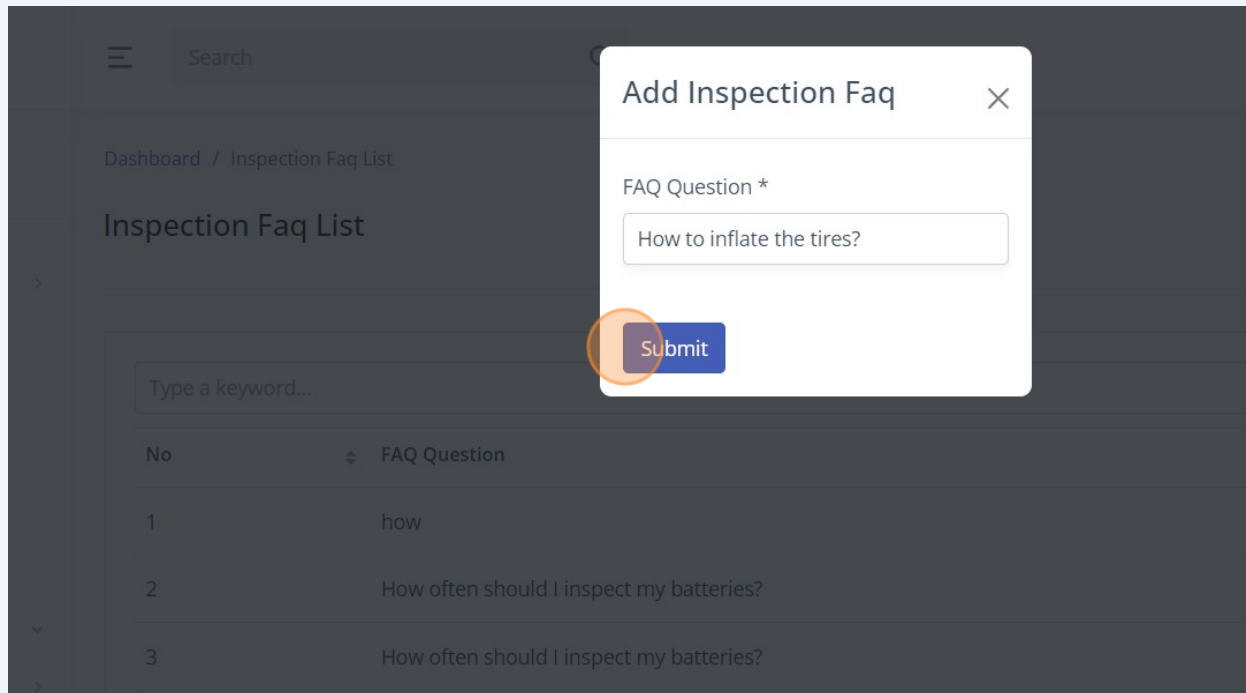 Search
Add Inspection Faq
Dashboard / Inspection Faq List
FAQ Question *
Inspection Faq List
How to inflate the tires?
Submit
Type a keyword...
No FAQ Question
1 how
2 How often should I inspect my batteries?
3 How often should I inspect my batteries?